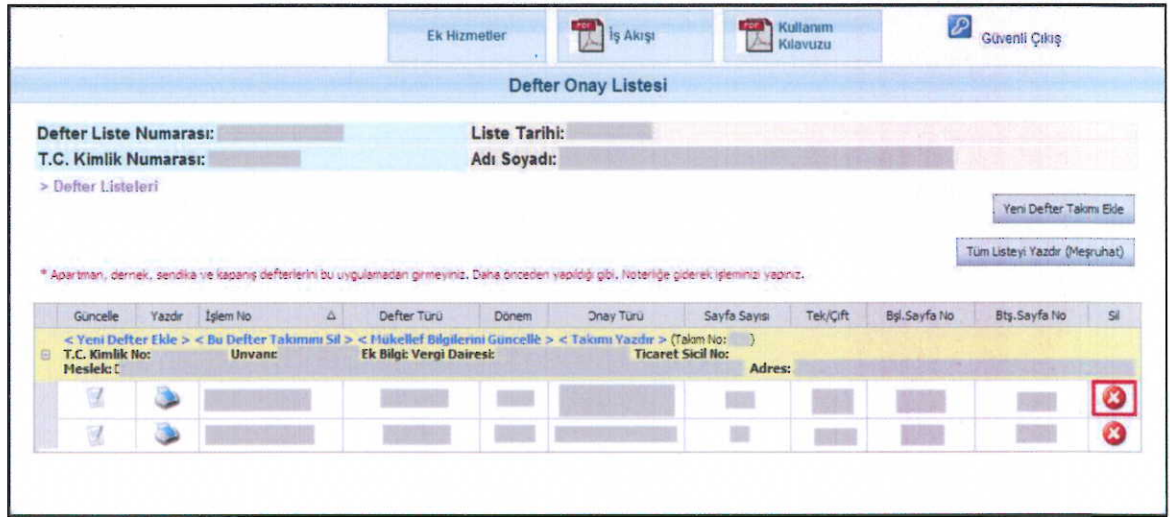 Ek Hizmetler
PDF İş Akışı
PDF Kullanım Kılavuzu
Güvenli Çıkış
Defter Onay Listesi
Defter Liste Numarası: Liste Tarihi:
T.C. Kimlik Numarası: Adı Soyadı:
> Defter Listeleri
Yeni Defter Takımı Ekle
Tüm Listeyi Yazdır (Meşruhat)
* Apartman, dernek, sendika ve kapanış defterlerini bu uygulamadan girmeyiniz. Daha önceden yapıldığı gibi, Noterliğe giderek işleminizi yapınız.
Güncelle Yazdır İşlem No Defter Türü Dönem Onay Türü Sayfa Sayısı Tek/Çift Bşl.Sayfa No Btş.Sayfa No Sil
< Yeni Defter Ekle > < Bu Defter Takımını Sil > < Mükellef Bilgilerini Güncelle > < Takımı Yazdır > (Takım No: )
T.C. Kimlik No: Unvanı: Ek Bilgi: Vergi Dairesi: Ticaret Sicil No:
Meslek: Adres: